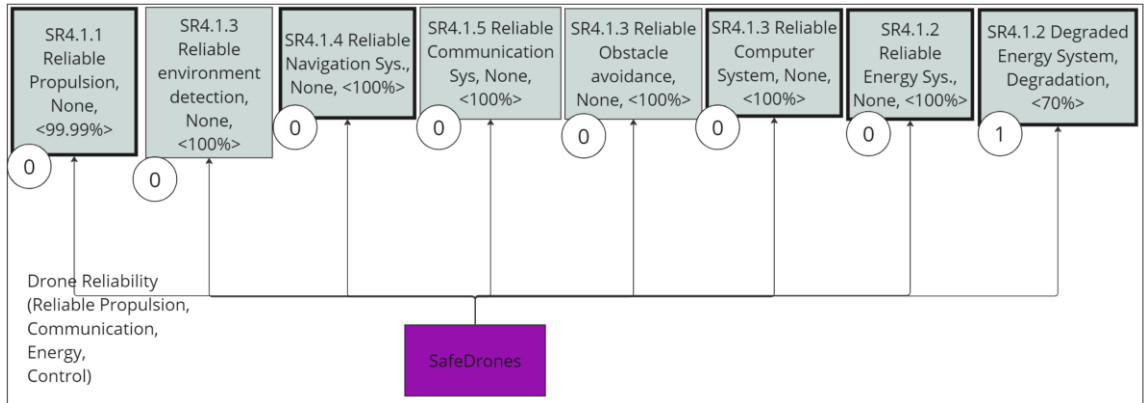 SR4.1.1
Reliable
Propulsion,
None,
<99.99%>
0
SR4.1.3
Reliable
environment
detection,
None,
<100%>
0
SR4.1.4 Reliable
Navigation Sys.,
None, <100%>
0
SR4.1.5 Reliable
Communication
Sys, None,
<100%>
0
SR4.1.3 Reliable
Obstacle
avoidance,
None, <100%>
0
SR4.1.3 Reliable
Computer
System, None,
<100%>
0
SR4.1.2
Reliable
Energy Sys.,
None, <100%>
0
SR4.1.2 Degraded
Energy System,
Degradation,
<70%>
1
Drone Reliability
(Reliable Propulsion,
Communication,
Energy,
Control)
SafeDrones